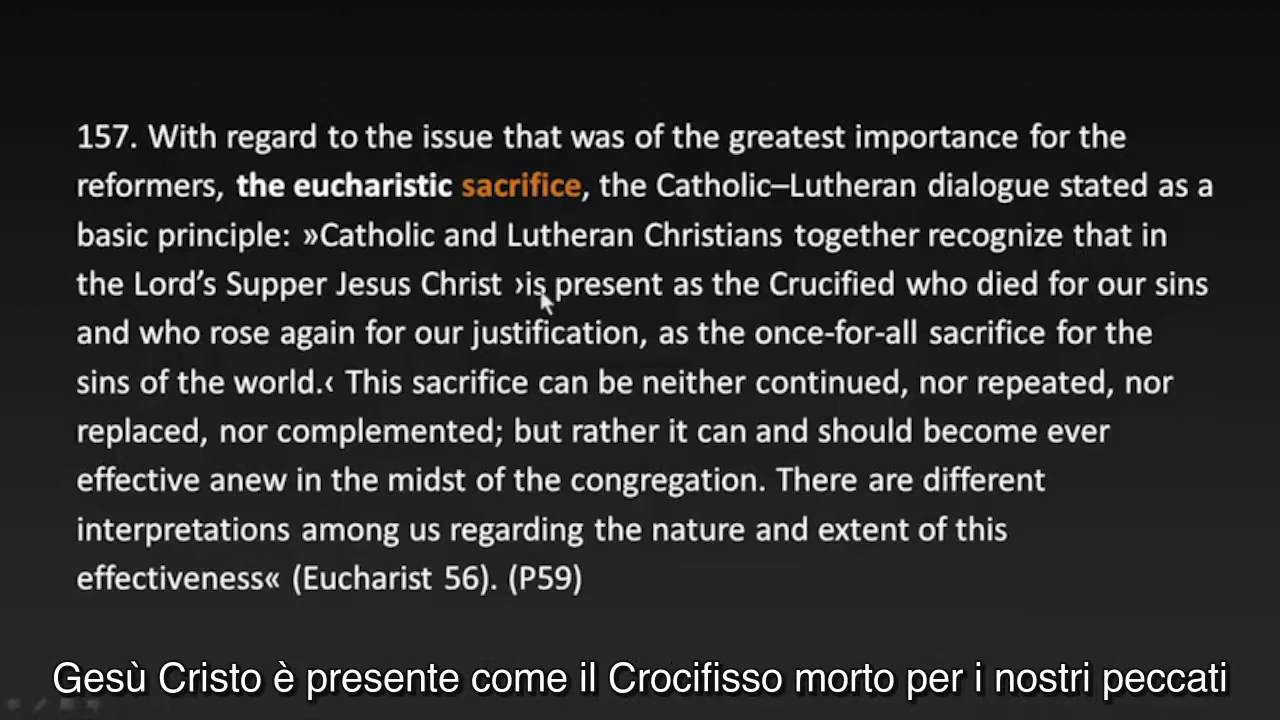 157. With regard to the issue that was of the greatest importance for the
reformers, the eucharistic sacrifice, the Catholic–Lutheran dialogue stated as a
basic principle: »Catholic and Lutheran Christians together recognize that in
the Lord’s Supper Jesus Christ ›is present as the Crucified who died for our sins
and who rose again for our justification, as the once-for-all sacrifice for the
sins of the world.‹ This sacrifice can be neither continued, nor repeated, nor
replaced, nor complemented; but rather it can and should become ever
effective anew in the midst of the congregation. There are different
interpretations among us regarding the nature and extent of this
effectiveness« (Eucharist 56). (P59)
Gesù Cristo è presente come il Crocifisso morto per i nostri peccati